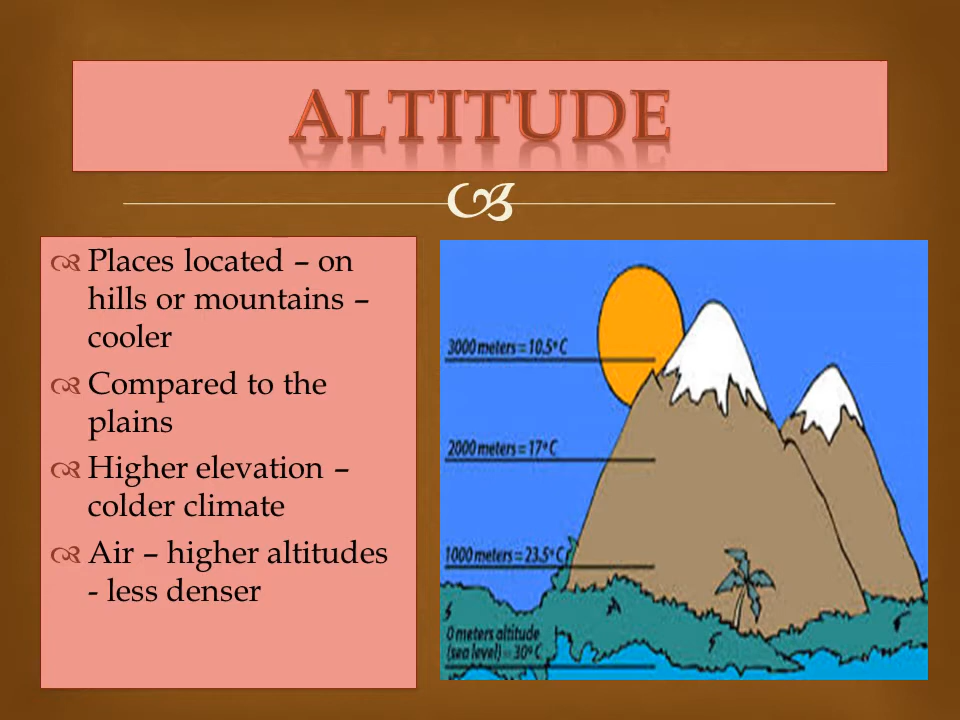 ALTITUDE
Places located – on
hills or mountains –
cooler
Compared to the
plains
Higher elevation –
colder climate
Air – higher altitudes
- less denser
3000 meters = 10.5º C
2000 meters = 17º C
1000 meters = 23.5º C
0 meters altitude
(sea level) = 30º C